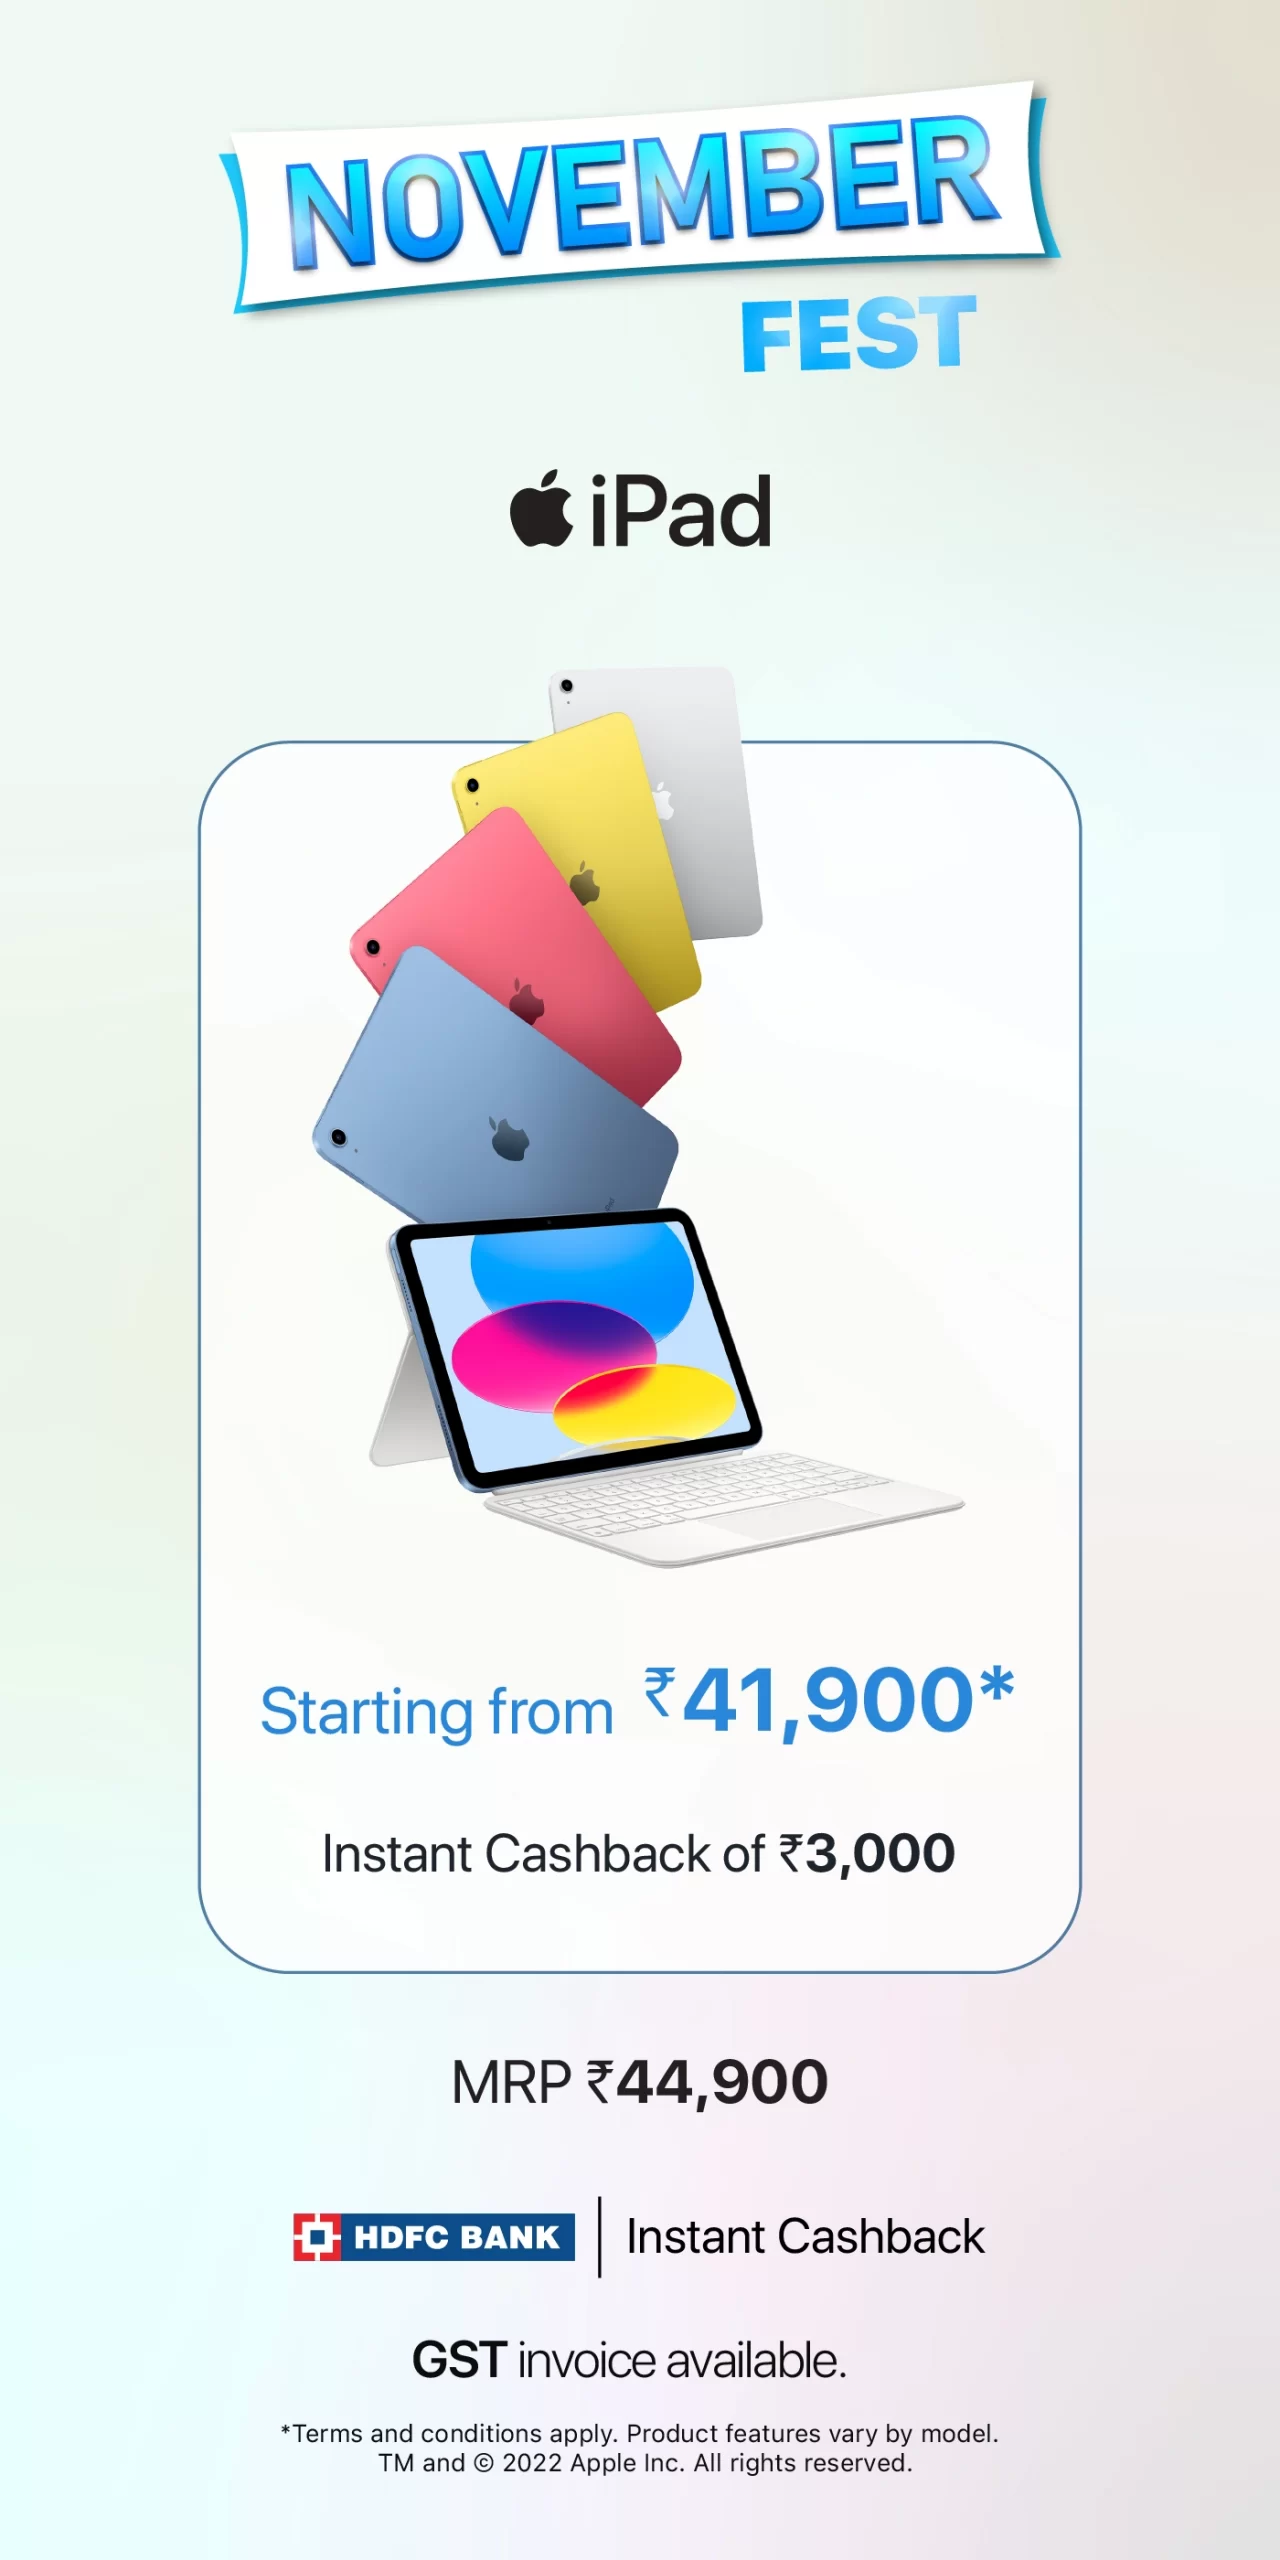 NOVEMBER
FEST
iPad
Starting from ₹41,900*
Instant Cashback of ₹3,000
MRP ₹44,900
HDFC BANK | Instant Cashback
GST invoice available.
*Terms and conditions apply. Product features vary by model.
TM and © 2022 Apple Inc. All rights reserved.